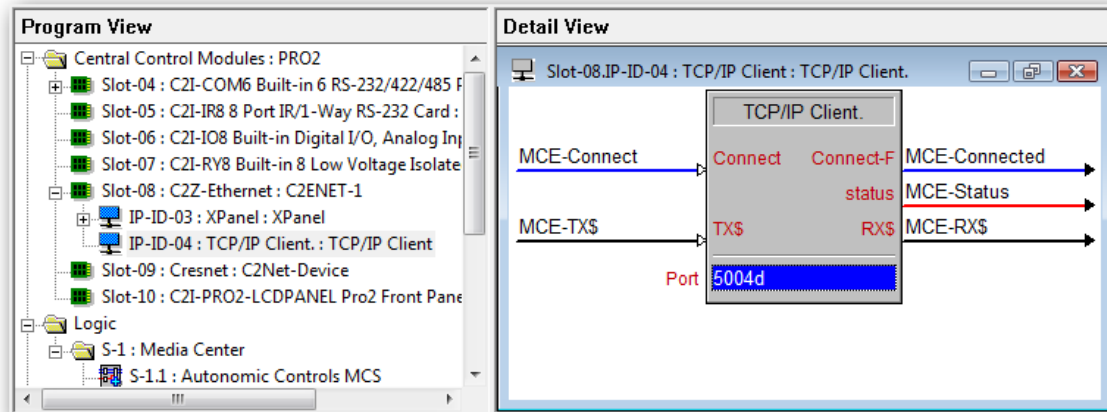 Program View
Central Control Modules : PRO2
Slot-04 : C2I-COM6 Built-in 6 RS-232/422/485
Slot-05 : C2I-IR8 8 Port IR/1-Way RS-232 Card :
Slot-06 : C2I-IO8 Built-in Digital I/O, Analog
Slot-07 : C2I-RY8 Built-in 8 Low Voltage Isolate
Slot-08 : C2Z-Ethernet : C2ENET-1
IP-ID-03 : XPanel : XPanel
IP-ID-04 : TCP/IP Client. : TCP/IP Client
Slot-09 : Cresnet : C2Net-Device
Slot-10 : C2I-PRO2-LCDPANEL Pro2 Front Pane
Logic
S-1 : Media Center
S-1.1 : Autonomic Controls MCS
Detail View
Slot-08.IP-ID-04 : TCP/IP Client : TCP/IP Client.
TCP/IP Client.
MCE-Connect Connect Connect-F MCE-Connected
status MCE-Status
MCE-TX$ TX$ RX$ MCE-RX$
Port 5004d